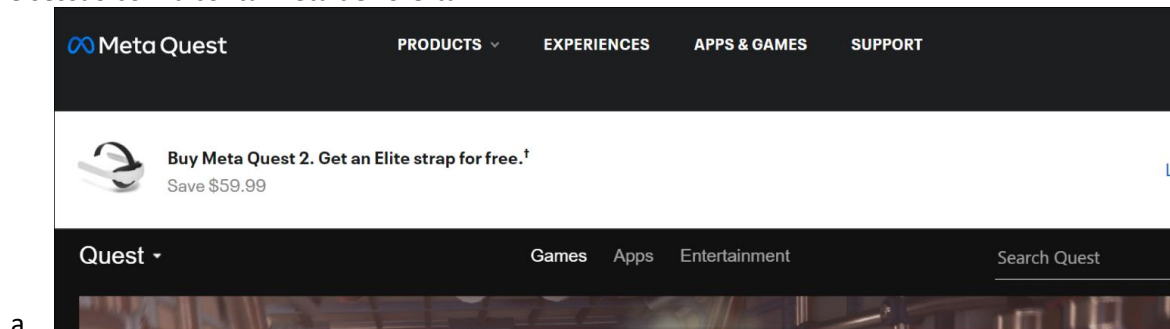 Meta Quest
PRODUCTS EXPERIENCES APPS & GAMES SUPPORT
Buy Meta Quest 2. Get an Elite strap for free.†
Save $59.99
Quest Games Apps Entertainment Search Quest
a